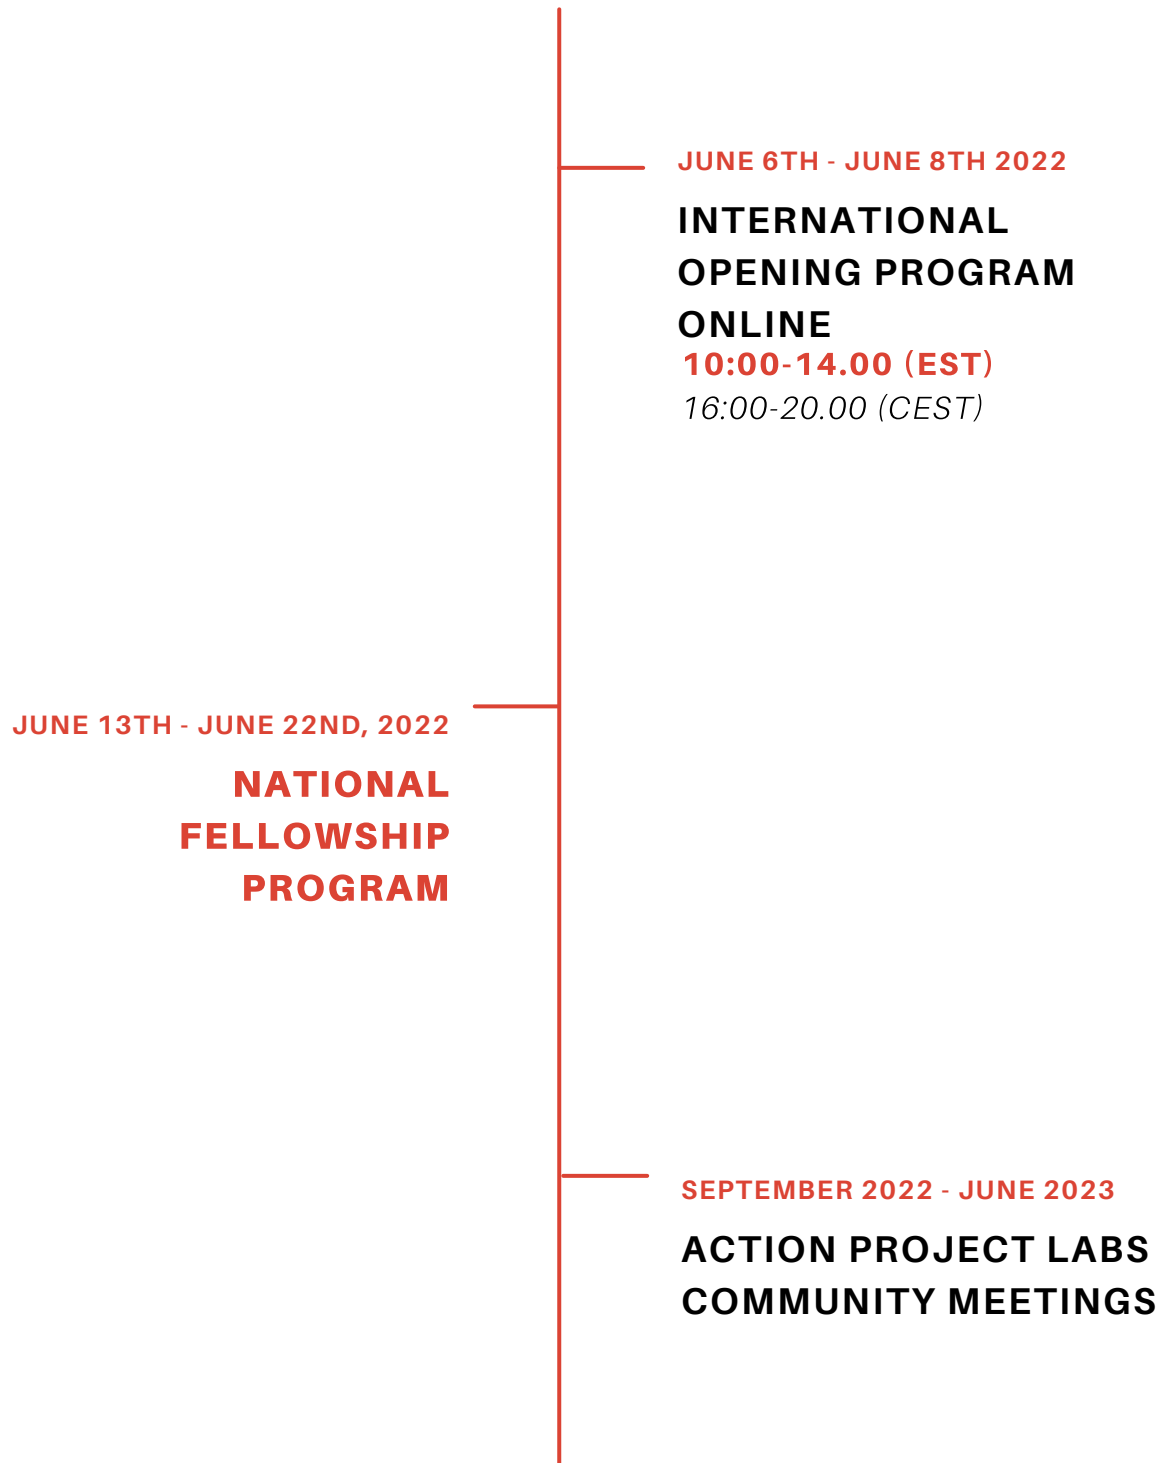 JUNE 6TH - JUNE 8TH 2022
INTERNATIONAL
OPENING PROGRAM
ONLINE
10:00-14.00 (EST)
16:00-20.00 (CEST)
JUNE 13TH - JUNE 22ND, 2022
NATIONAL
FELLOWSHIP
PROGRAM
SEPTEMBER 2022 - JUNE 2023
ACTION PROJECT LABS
COMMUNITY MEETINGS